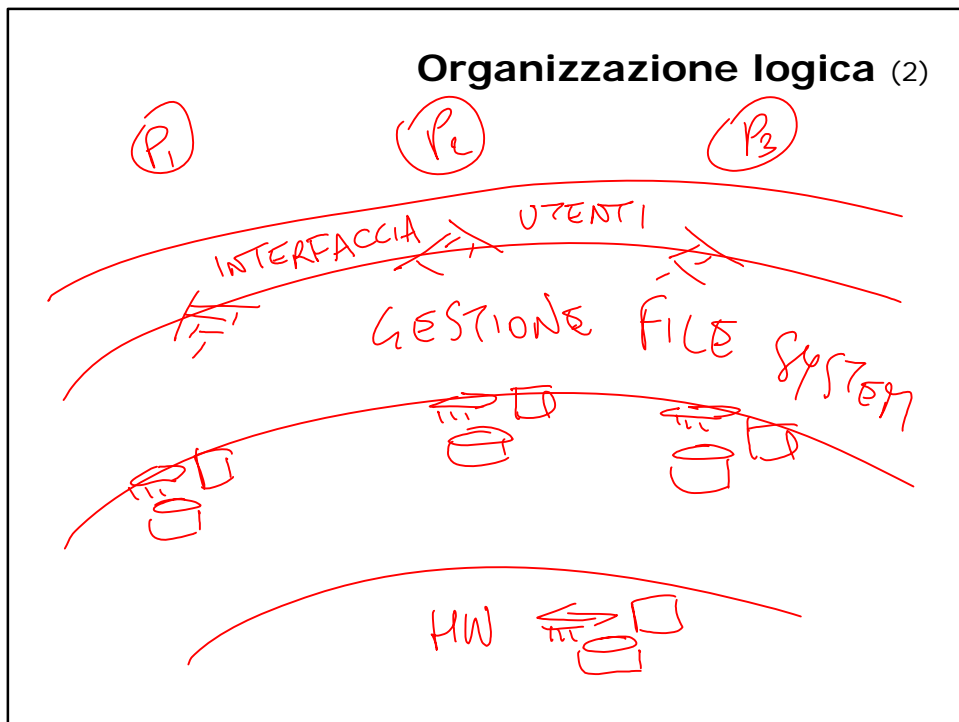 Organizzazione logica (2)
P1 P2 P3
INTERFACCIA UTENTI
GESTIONE FILE SYSTEM
HW